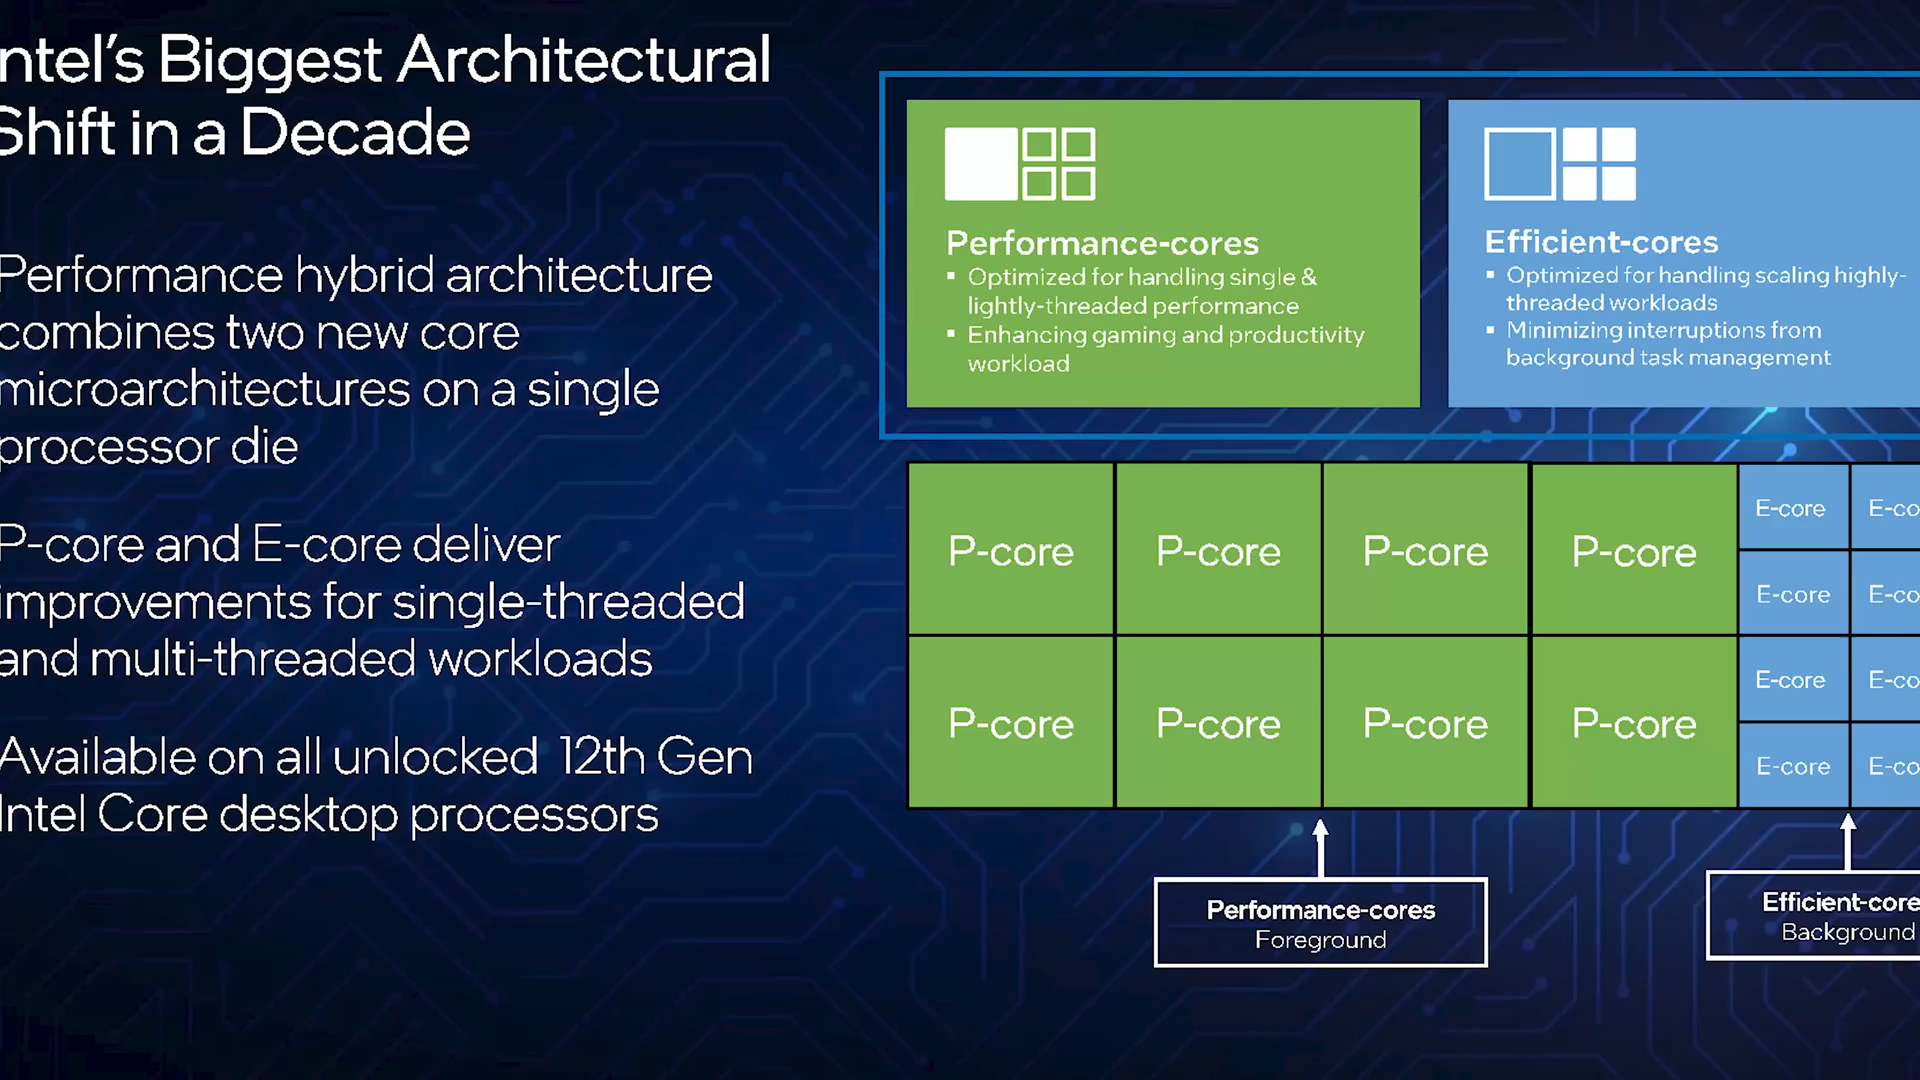 ntel's Biggest Architectural
Shift in a Decade
Performance hybrid architecture
combines two new core
microarchitectures on a single
processor die
P-core and E-core deliver
improvements for single-threaded
and multi-threaded workloads
Available on all unlocked 12th Gen
Intel Core desktop processors
Performance-cores
▪ Optimized for handling single &
lightly-threaded performance
▪ Enhancing gaming and productivity
workload
Efficient-cores
▪ Optimized for handling scaling highly-
threaded workloads
▪ Minimizing interruptions from
background task management
P-core P-core P-core P-core
E-core E-co
E-core E-co
P-core P-core P-core P-core
E-core E-co
E-core E-co
Performance-cores
Foreground
Efficient-core
Background